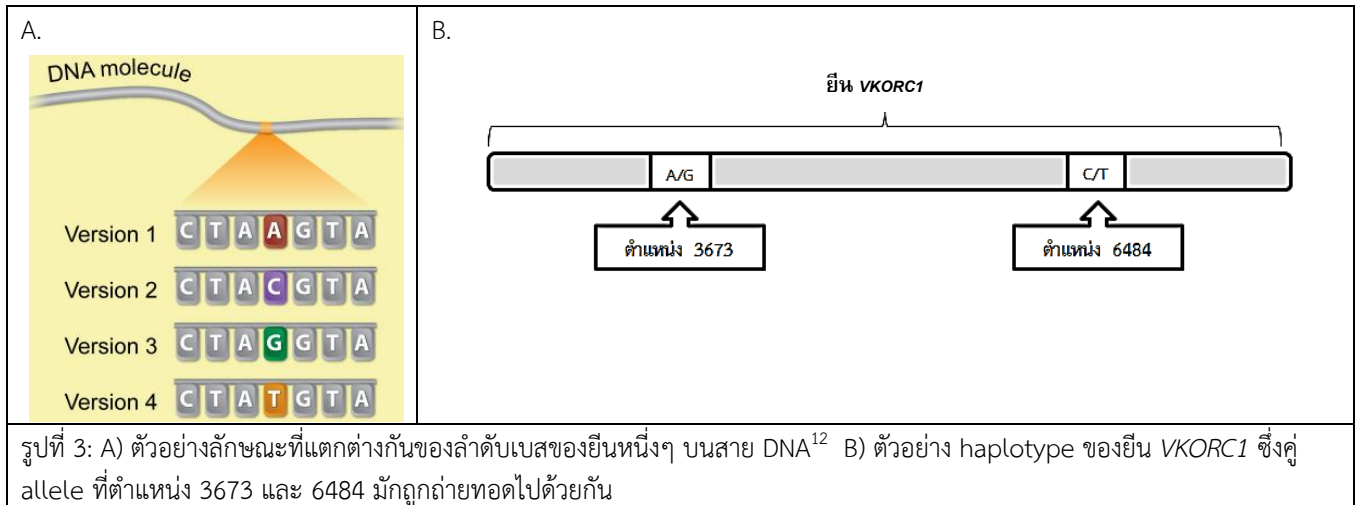 A.
DNA molecule
Version 1 C T A A G T A
Version 2 C T A C G T A
Version 3 C T A G G T A
Version 4 C T A T G T A
B.
ยีน VKORC1
A/G
C/T
ตำแหน่ง 3673
ตำแหน่ง 6484
รูปที่ 3: A) ตัวอย่างลักษณะที่แตกต่างกันของลำดับเบสของยีนหนึ่งๆ บนสาย DNA¹² B) ตัวอย่าง haplotype ของยีน VKORC1 ซึ่งคู่
allele ที่ตำแหน่ง 3673 และ 6484 มักถูกถ่ายทอดไปด้วยกัน